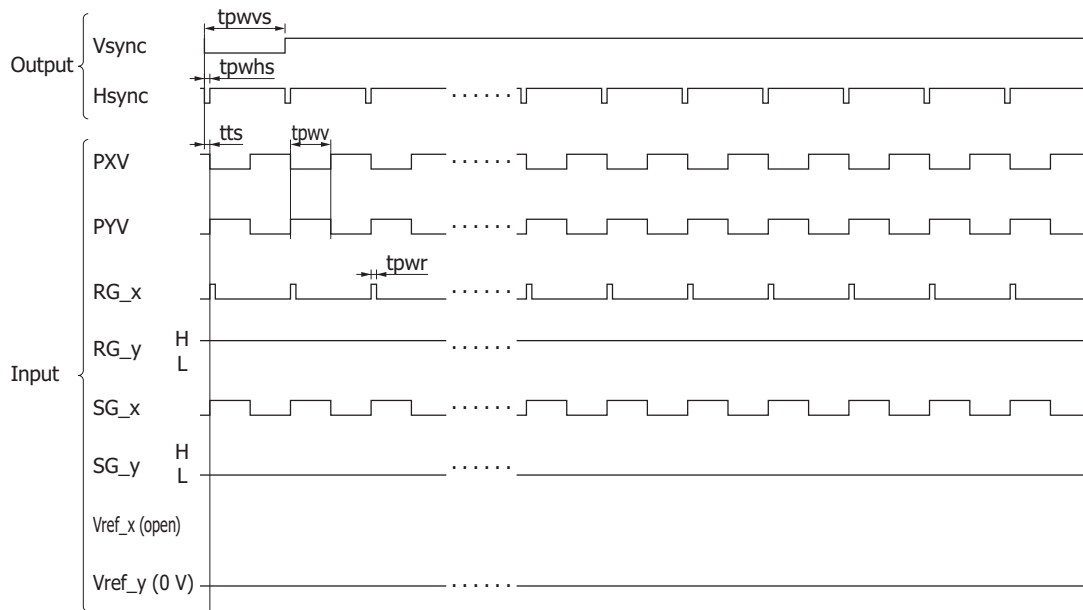 tpwvs
Output
Vsync
tpwhs
Hsync
......
tts
tpwv
PXV
......
PYV
......
tpwr
RG_x
......
RG_y
H
L
......
Input
SG_x
......
SG_y
H
L
......
Vref_x (open)
Vref_y (0 V)
......